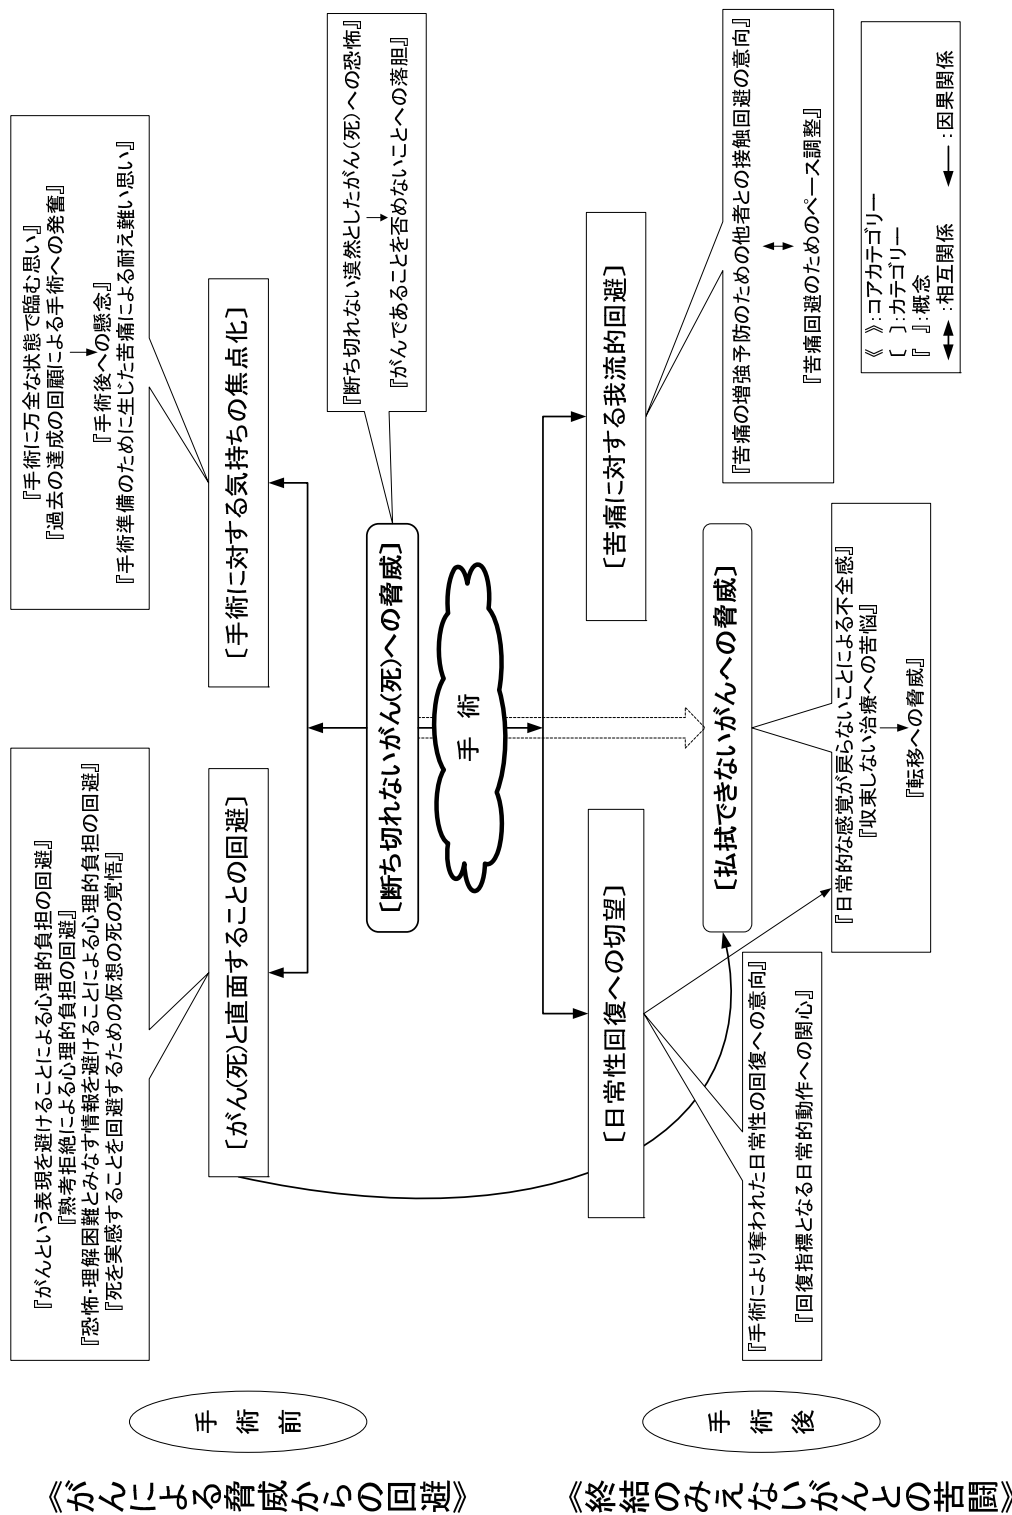 《がんによる脅威からの回避》
手術前
『がんという表現を避けることによる心理的負担の回避』
『熟考拒絶による心理的負担の回避』
『恐怖・理解困難とみなす情報を避けることによる心理的負担の回避』
『死を実感することを回避するための仮想の死の覚悟』
〔がん(死)と直面することの回避〕
『手術に万全な状態で臨む思い』
『過去の達成の回顧による手術への発奮』
『手術後への懸念』
『手術準備のために生じた苦痛による耐え難い思い』
〔手術に対する気持ちの焦点化〕
〔断ち切れないがん(死)への脅威〕
『断ち切れない漠然としたがん(死)への恐怖』
『がんであることを否めないことへの落胆』
手術
《終結のみえないがんとの苦闘》
手術後
〔日常性回復への切望〕
『手術により奪われた日常性の回復への意向』
『回復指標となる日常的動作への関心』
〔払拭できないがんへの脅威〕
『日常的な感覚が戻らないことによる不全感』
『収束しない治療への苦悩』
『転移への脅威』
〔苦痛に対する我流的回避〕
『苦痛の増強予防のための他者との接触回避の意向』
『苦痛回避のためのペース調整』
《 》:コアカテゴリー
〔 〕:カテゴリー
『 』:概念
:相互関係 :因果関係